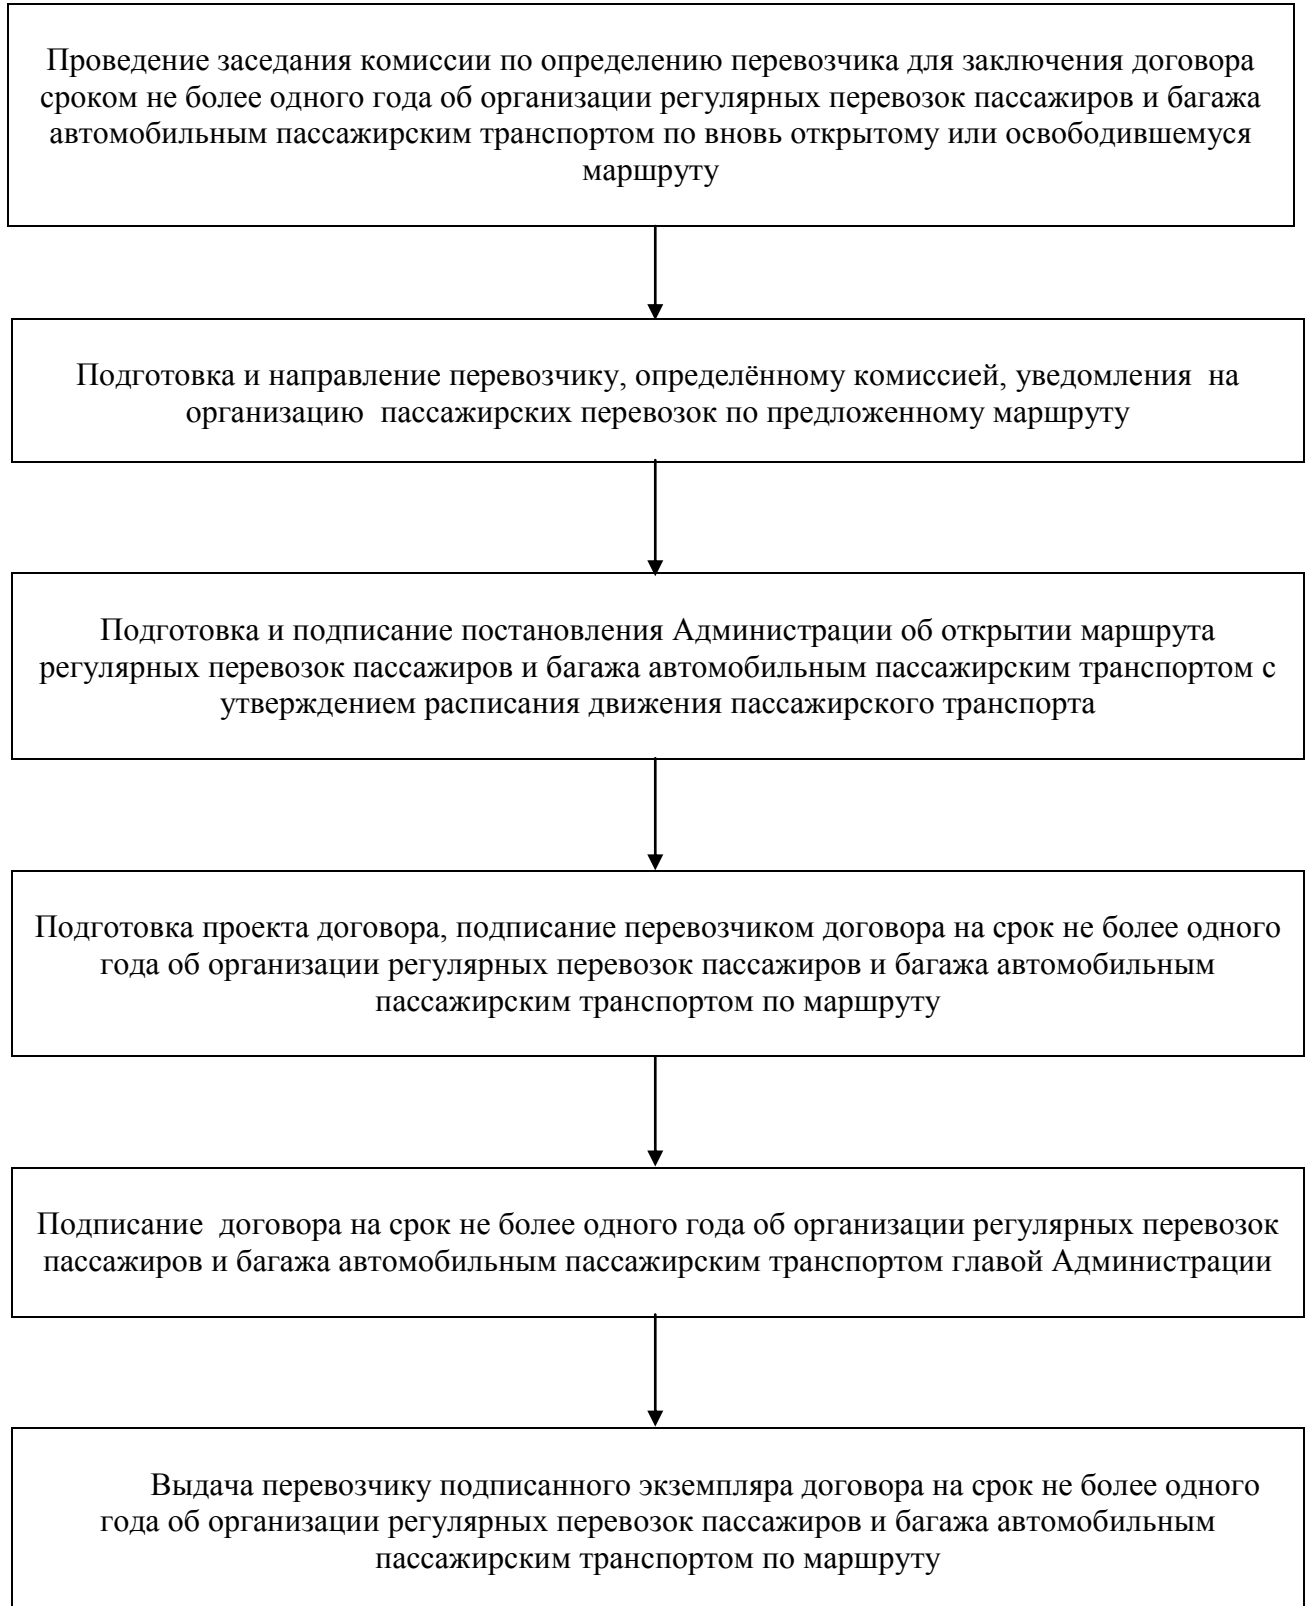 Проведение заседания комиссии по определению перевозчика для заключения договора
сроком не более одного года об организации регулярных перевозок пассажиров и багажа
автомобильным пассажирским транспортом по вновь открытому или освободившемуся
маршруту
Подготовка и направление перевозчику, определённому комиссией, уведомления на
организацию пассажирских перевозок по предложенному маршруту
Подготовка и подписание постановления Администрации об открытии маршрута
регулярных перевозок пассажиров и багажа автомобильным пассажирским транспортом с
утверждением расписания движения пассажирского транспорта
Подготовка проекта договора, подписание перевозчиком договора на срок не более одного
года об организации регулярных перевозок пассажиров и багажа автомобильным
пассажирским транспортом по маршруту
Подписание договора на срок не более одного года об организации регулярных перевозок
пассажиров и багажа автомобильным пассажирским транспортом главой Администрации
Выдача перевозчику подписанного экземпляра договора на срок не более одного
года об организации регулярных перевозок пассажиров и багажа автомобильным
пассажирским транспортом по маршруту